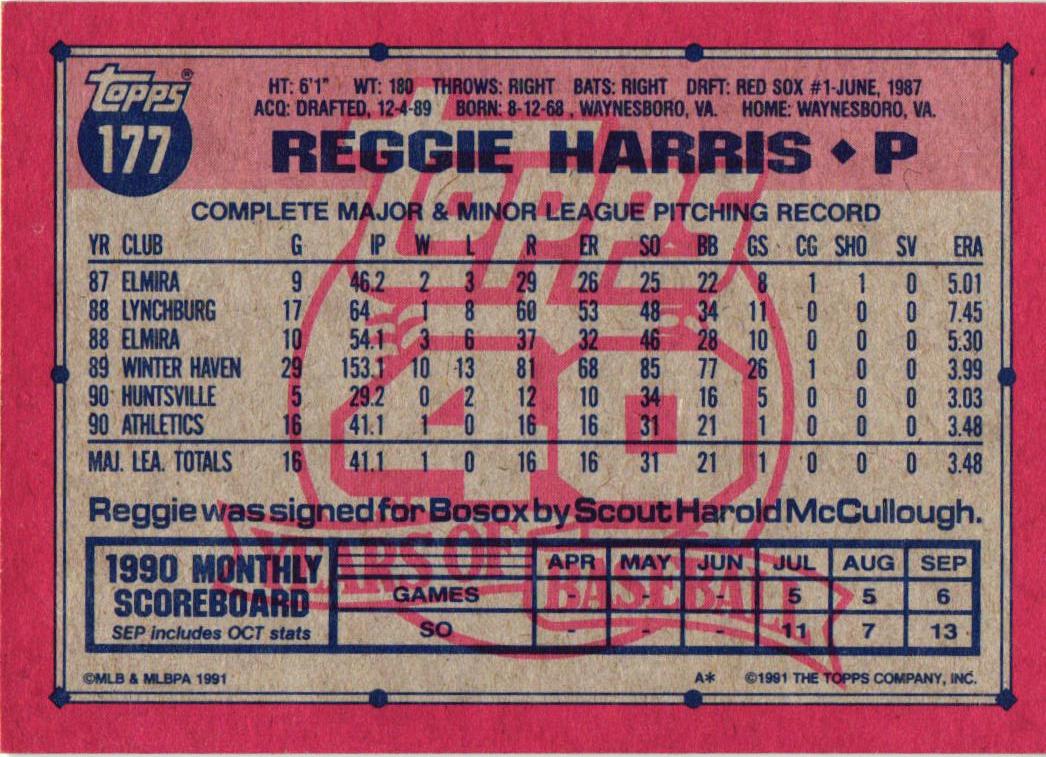 Topps®
177
HT: 6'1" WT: 180 THROWS: RIGHT BATS: RIGHT DRFT: RED SOX #1-JUNE, 1987
ACQ: DRAFTED, 12-4-89 BORN: 8-12-68 , WAYNESBORO, VA. HOME: WAYNESBORO, VA.
REGGIE HARRIS ◆ P
Topps
40
YEARS OF BASEBALL
COMPLETE MAJOR & MINOR LEAGUE PITCHING RECORD
YR CLUB G IP W L R ER SO BB GS CG SHO SV ERA
87 ELMIRA 9 46.2 2 3 29 26 25 22 8 1 1 0 5.01
88 LYNCHBURG 17 64 1 8 60 53 48 34 11 0 0 0 7.45
88 ELMIRA 10 54.1 3 6 37 32 46 28 10 0 0 0 5.30
89 WINTER HAVEN 29 153.1 10 13 81 68 85 77 26 1 0 0 3.99
90 HUNTSVILLE 5 29.2 0 2 12 10 34 16 5 0 0 0 3.03
90 ATHLETICS 16 41.1 1 0 16 16 31 21 1 0 0 0 3.48
MAJ. LEA. TOTALS 16 41.1 1 0 16 16 31 21 1 0 0 0 3.48
Reggie was signed for Bosox by Scout Harold McCullough.
1990 MONTHLY SCOREBOARD
SEP includes OCT stats
APR MAY JUN JUL AUG SEP
GAMES - - - 5 5 6
SO - - - 11 7 13
©MLB & MLBPA 1991 A* ©1991 THE TOPPS COMPANY, INC.